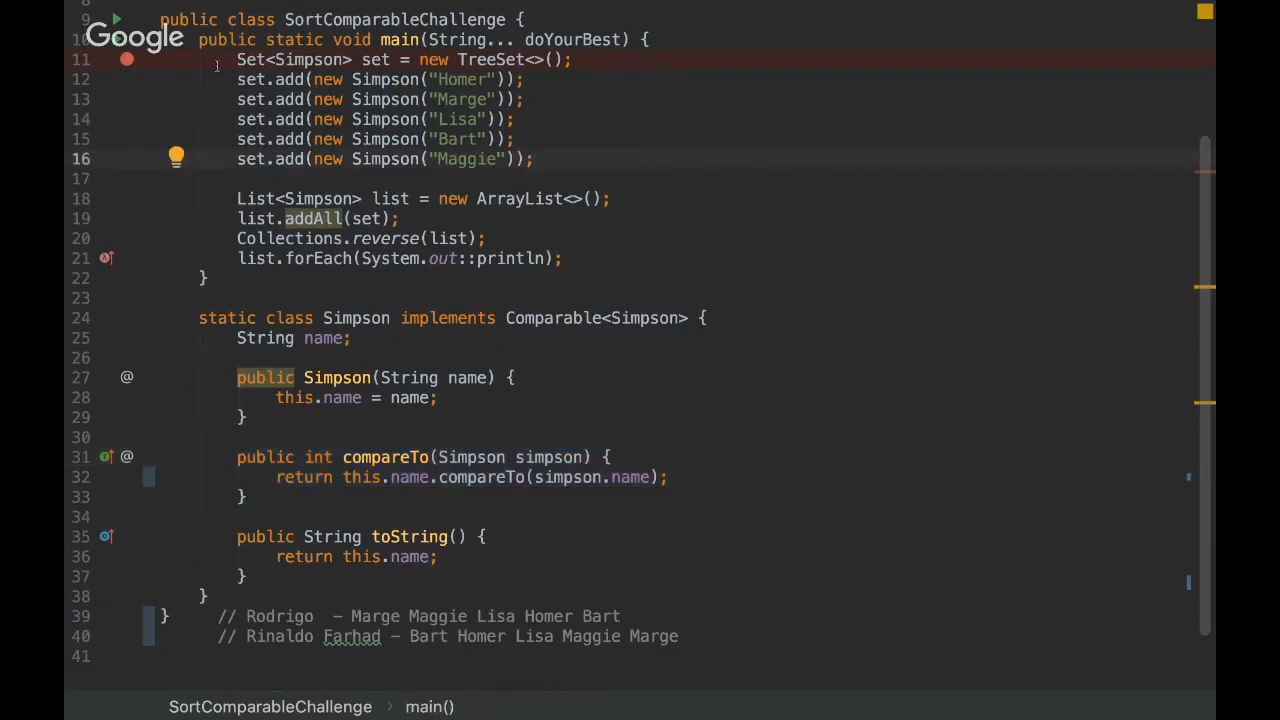 8
9 public class SortComparableChallenge {
Google
10 public static void main(String... doYourBest) {
11 Set<Simpson> set = new TreeSet<>();
12 set.add(new Simpson("Homer"));
13 set.add(new Simpson("Marge"));
14 set.add(new Simpson("Lisa"));
15 set.add(new Simpson("Bart"));
16 set.add(new Simpson("Maggie"));
17
18 List<Simpson> list = new ArrayList<>();
19 list.addAll(set);
20 Collections.reverse(list);
21 list.forEach(System.out::println);
22 }
23
24 static class Simpson implements Comparable<Simpson> {
25 String name;
26
27 @ public Simpson(String name) {
28 this.name = name;
29 }
30
31 @ public int compareTo(Simpson simpson) {
32 return this.name.compareTo(simpson.name);
33 }
34
35 public String toString() {
36 return this.name;
37 }
38 }
39 } // Rodrigo – Marge Maggie Lisa Homer Bart
40 // Rinaldo Farhad – Bart Homer Lisa Maggie Marge
41
SortComparableChallenge › main()